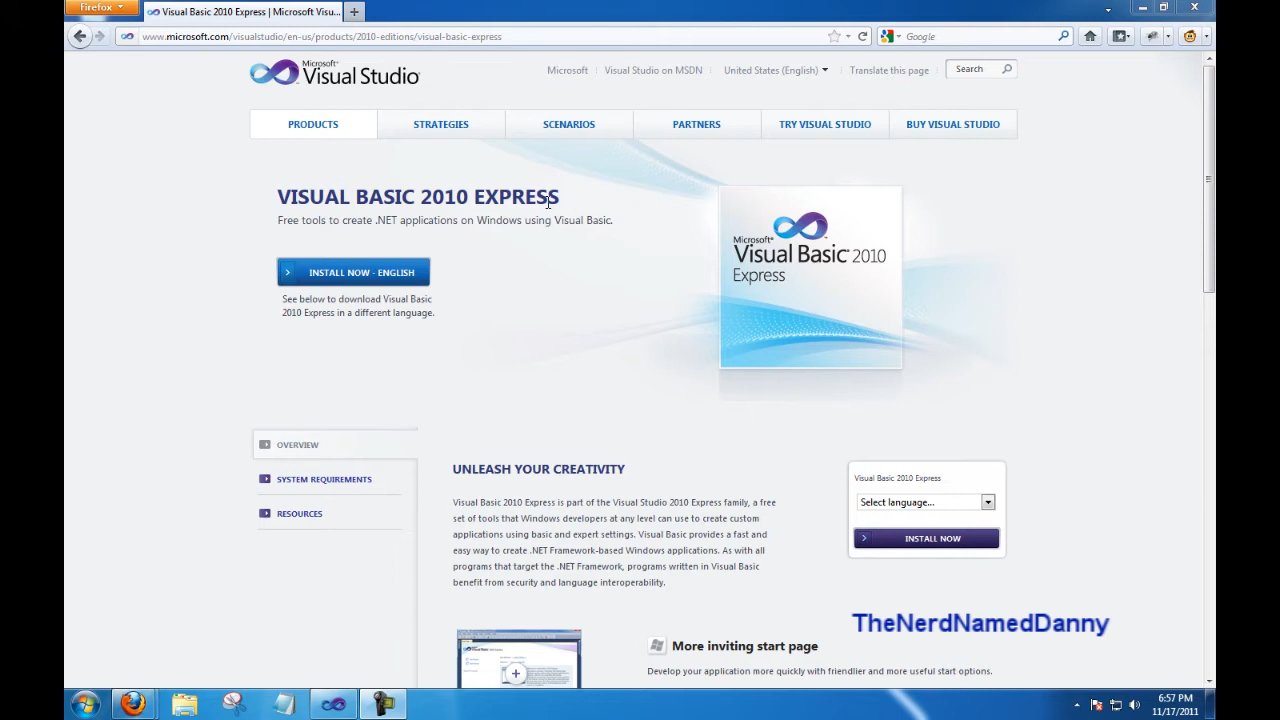 Firefox
Visual Basic 2010 Express | Microsoft Visu...
www.microsoft.com/visualstudio/en-us/products/2010-editions/visual-basic-express
Google
Microsoft®
Visual Studio®
Microsoft
Visual Studio on MSDN
United States (English)
Translate this page
Search
PRODUCTS
STRATEGIES
SCENARIOS
PARTNERS
TRY VISUAL STUDIO
BUY VISUAL STUDIO
VISUAL BASIC 2010 EXPRESS
Free tools to create .NET applications on Windows using Visual Basic.
INSTALL NOW - ENGLISH
See below to download Visual Basic
2010 Express in a different language.
Microsoft®
Visual Basic® 2010
Express
OVERVIEW
SYSTEM REQUIREMENTS
RESOURCES
UNLEASH YOUR CREATIVITY
Visual Basic 2010 Express is part of the Visual Studio 2010 Express family, a free
set of tools that Windows developers at any level can use to create custom
applications using basic and expert settings. Visual Basic provides a fast and
easy way to create .NET Framework-based Windows applications. As with all
programs that target the .NET Framework, programs written in Visual Basic
benefit from security and language interoperability.
Visual Basic 2010 Express
Select language...
INSTALL NOW
TheNerdNamedDanny
More inviting start page
Develop your application more quickly with friendlier and more useful start options.
6:57 PM
11/17/2011